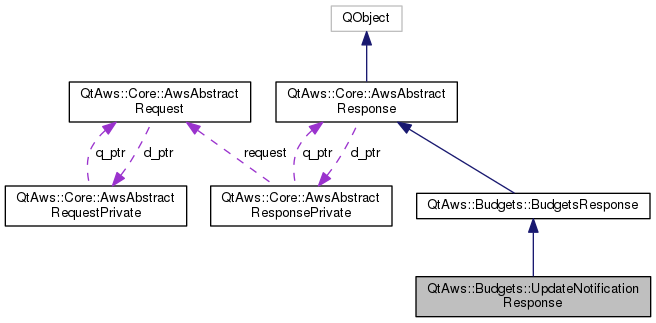 QObject
QtAws::Core::AwsAbstract
Request
QtAws::Core::AwsAbstract
Response
q_ptr
d_ptr
request
q_ptr
d_ptr
QtAws::Core::AwsAbstract
RequestPrivate
QtAws::Core::AwsAbstract
ResponsePrivate
QtAws::Budgets::BudgetsResponse
QtAws::Budgets::UpdateNotification
Response